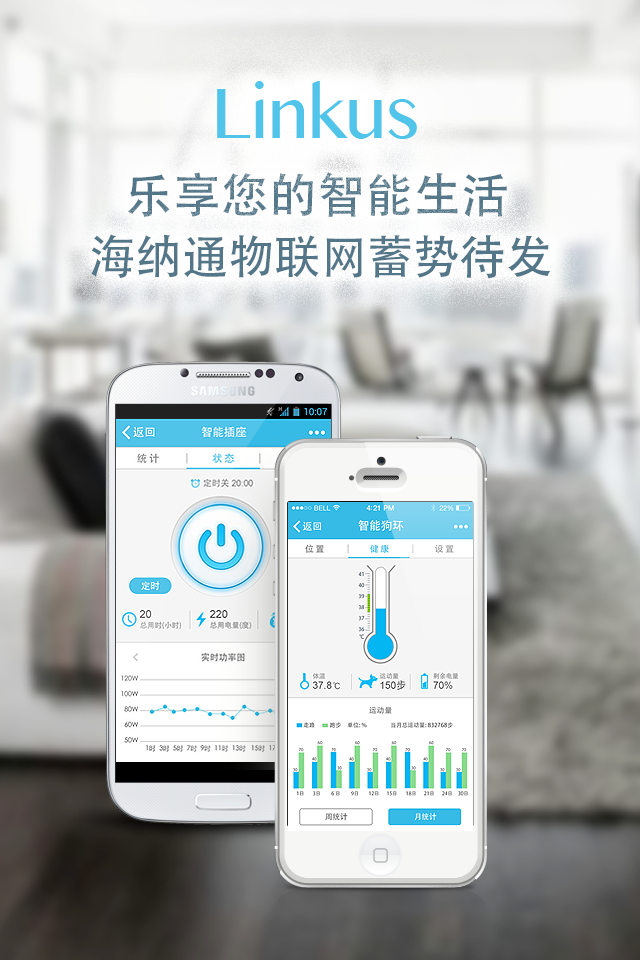 Linkus
乐享您的智能生活
海纳通物联网蓄势待发
SAMSUNG
10:07
返回 智能插座
统计 状态
定时关 20:00
定时
20 总用时(小时) 220 总用电量(度)
实时功率图
120W
100W
80W
60W
50W
1时 3时 5时 7时 9时 11时 13时 15时 17时
BELL 4:21 PM 22%
返回 智能狗环
位置 健康 设置
41
40
39
38
37
36
℃
体温 37.8℃ 运动量 150步 剩余电量 70%
运动量
走路 跑步 单位: % 当月总运动量: 832768步
1日 3日 6日 9日 12日 15日 18日 21日 24日 30日
周统计 月统计